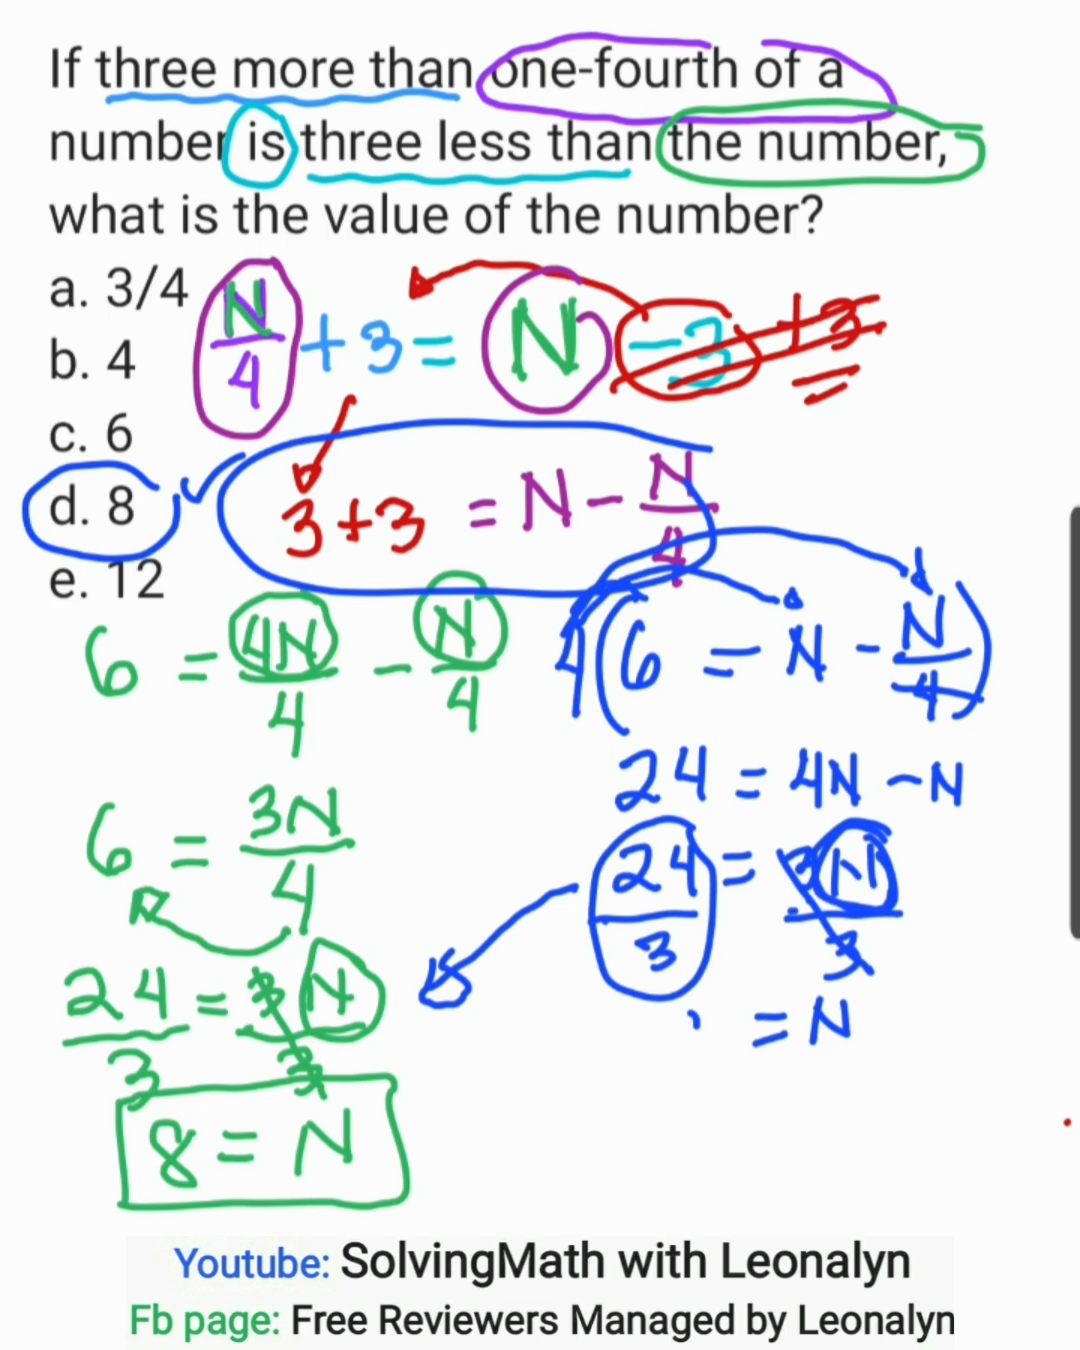 If three more than one-fourth of a
number is three less than the number,
what is the value of the number?
a. 3/4
N/4 + 3 = N - 3 + 3
b. 4
c. 6
3 + 3 = N - N/4
d. 8
e. 12
6 = 4N/4 - N/4
4(6 = N - N/4)
24 = 4N - N
6 = 3N/4
24/3 = 3N/3
24/3 = 3N/3
= N
8 = N
Youtube: SolvingMath with Leonalyn
Fb page: Free Reviewers Managed by Leonalyn